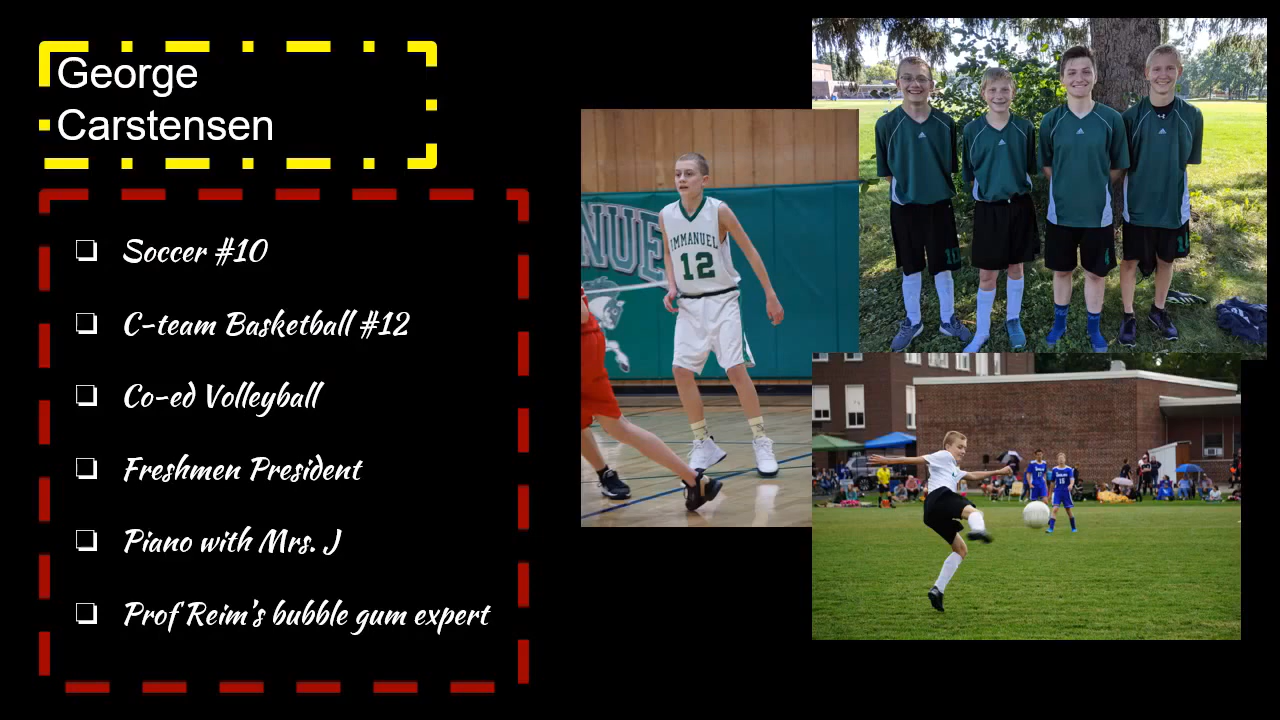 George
Carstensen
Soccer #10
C-team Basketball #12
Co-ed Volleyball
Freshmen President
Piano with Mrs. J
Prof Reim's bubble gum expert
IMMANUEL
12